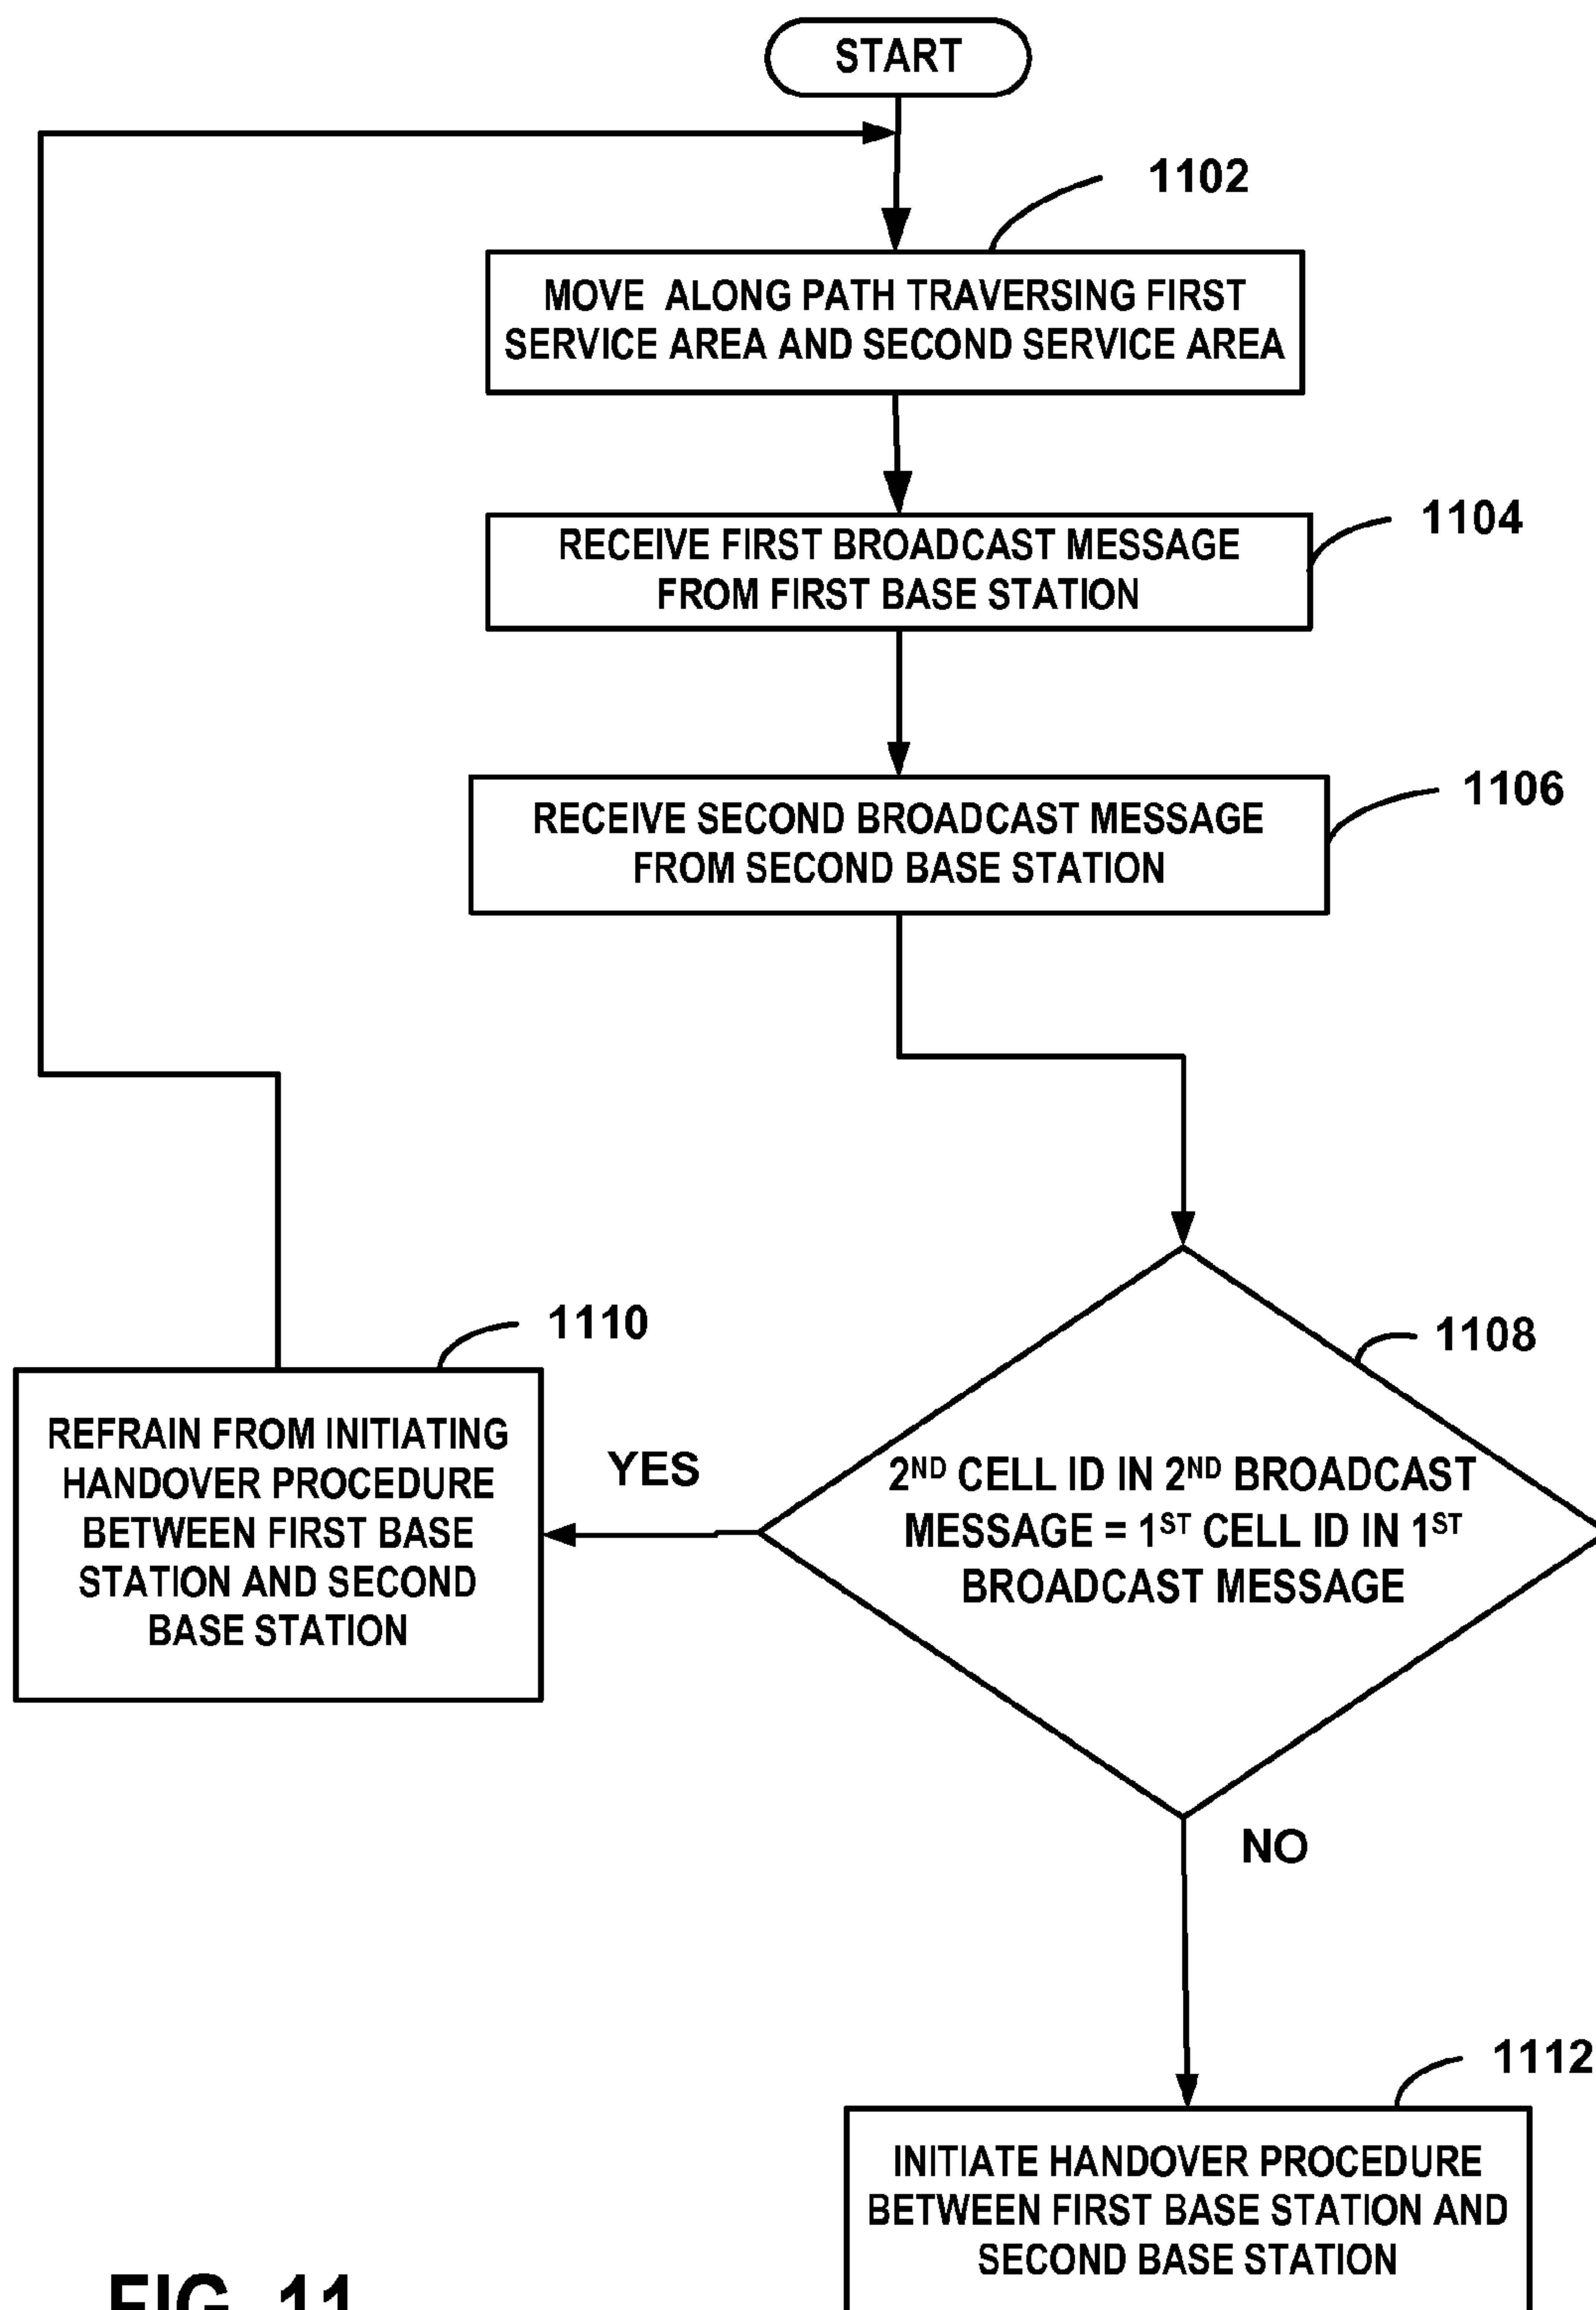 START
1102
MOVE ALONG PATH TRAVERSING FIRST
SERVICE AREA AND SECOND SERVICE AREA
1104
RECEIVE FIRST BROADCAST MESSAGE
FROM FIRST BASE STATION
1106
RECEIVE SECOND BROADCAST MESSAGE
FROM SECOND BASE STATION
1110
REFRAIN FROM INITIATING
HANDOVER PROCEDURE
BETWEEN FIRST BASE
STATION AND SECOND
BASE STATION
YES
1108
2ND CELL ID IN 2ND BROADCAST
MESSAGE = 1ST CELL ID IN 1ST
BROADCAST MESSAGE
NO
1112
INITIATE HANDOVER PROCEDURE
BETWEEN FIRST BASE STATION AND
SECOND BASE STATION
FIG. 11